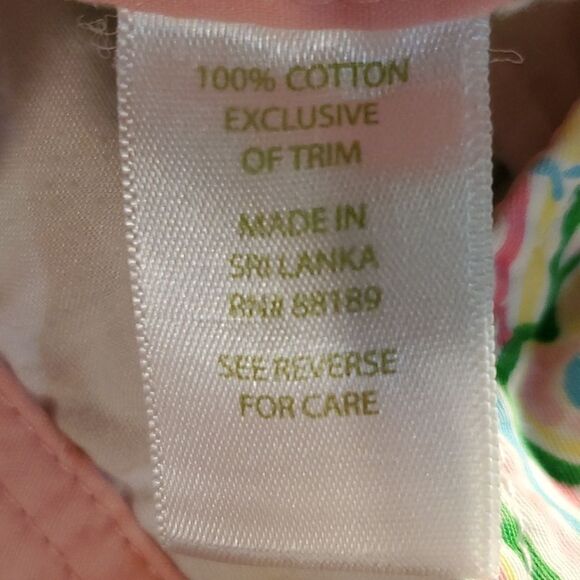 100% COTTON
EXCLUSIVE
OF TRIM
MADE IN
SRI LANKA
RN# 88189
SEE REVERSE
FOR CARE